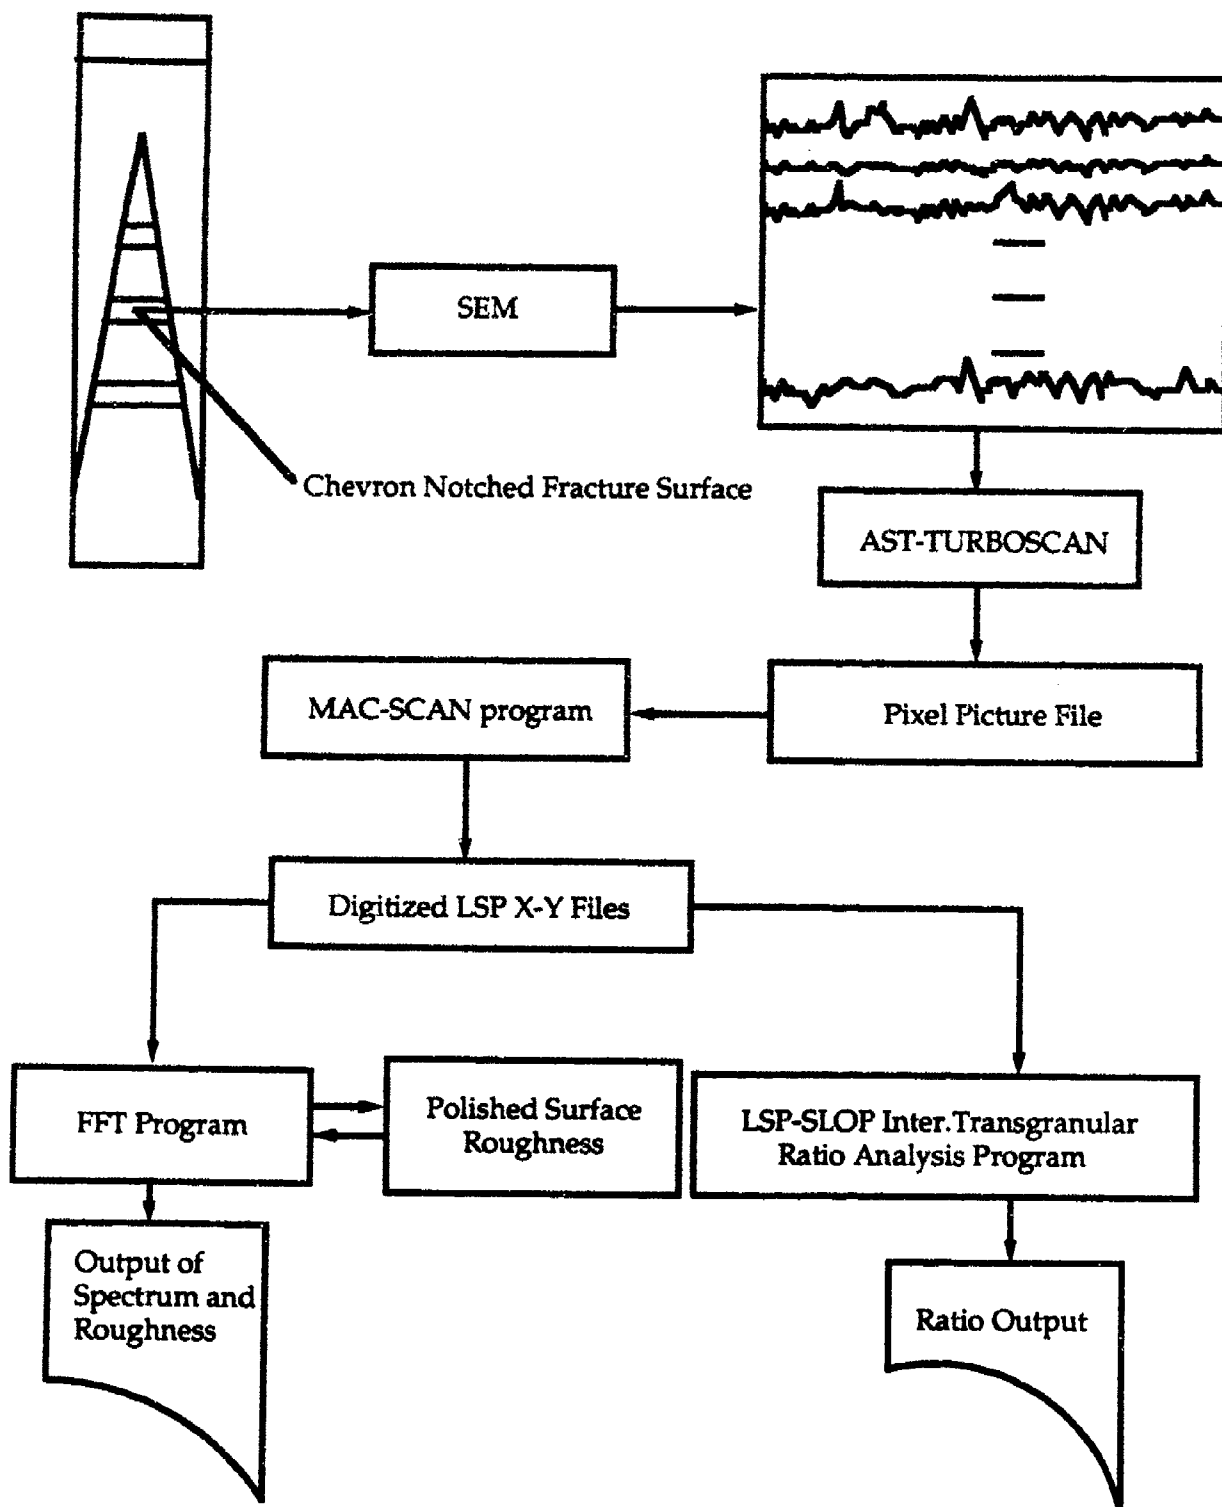 SEM
Chevron Notched Fracture Surface
AST-TURBOSCAN
MAC-SCAN program
Pixel Picture File
Digitized LSP X-Y Files
FFT Program
Polished Surface
Roughness
LSP-SLOP Inter.Transgranular
Ratio Analysis Program
Output of
Spectrum and
Roughness
Ratio Output